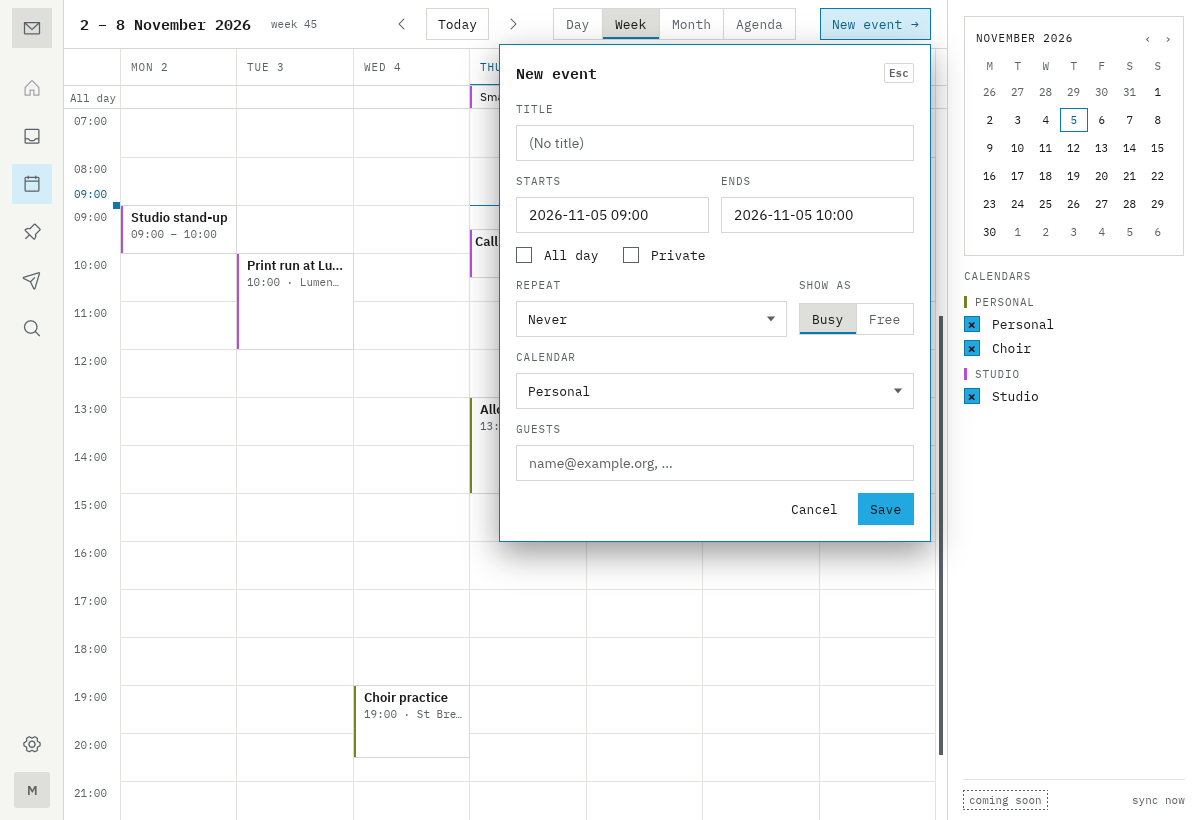 2 – 8 November 2026 week 45 Today Day Week Month Agenda New event →
MON 2 TUE 3 WED 4 THU
All day
07:00
08:00
09:00
09:00
10:00
11:00
12:00
13:00
14:00
15:00
16:00
17:00
18:00
19:00
20:00
21:00
Studio stand-up
09:00 – 10:00
Print run at Lu...
10:00 · Lumen...
Choir practice
19:00 · St Bre...
Call
13:
New event Esc
TITLE
(No title)
STARTS ENDS
2026-11-05 09:00 2026-11-05 10:00
All day Private
REPEAT SHOW AS
Never Busy Free
CALENDAR
Personal
GUESTS
name@example.org, ...
Cancel Save
NOVEMBER 2026 ‹ ›
M T W T F S S
26 27 28 29 30 31 1
2 3 4 5 6 7 8
9 10 11 12 13 14 15
16 17 18 19 20 21 22
23 24 25 26 27 28 29
30 1 2 3 4 5 6
CALENDARS
PERSONAL
× Personal
× Choir
STUDIO
× Studio
M
coming soon sync now